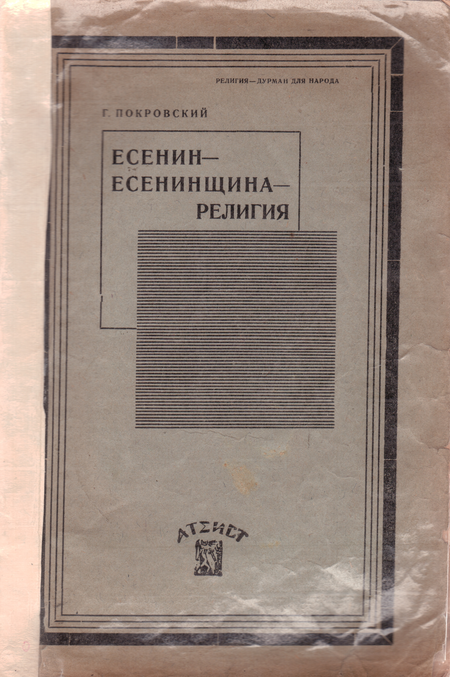 РЕЛИГИЯ—ДУРМАН ДЛЯ НАРОДА
Г. ПОКРОВСКИЙ
ЕСЕНИН—
ЕСЕНИНЩИНА—
РЕЛИГИЯ
АТЕИСТ